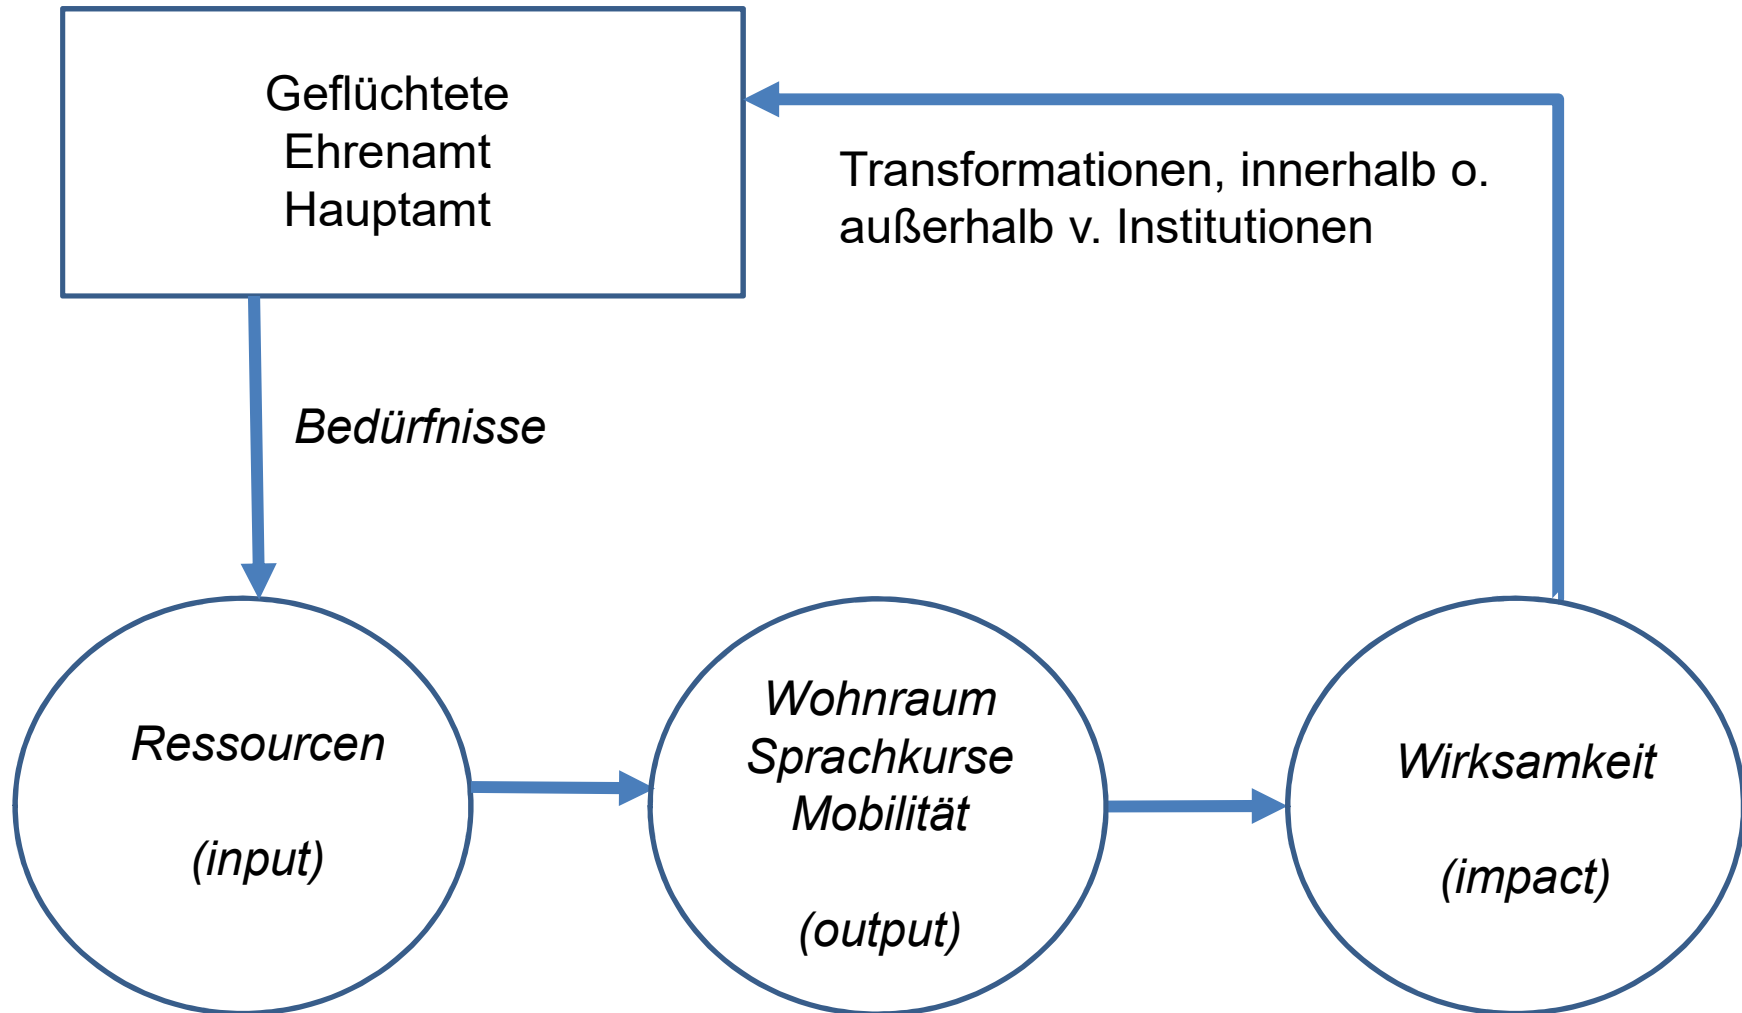 Geflüchtete
Ehrenamt
Hauptamt
Transformationen, innerhalb o.
außerhalb v. Institutionen
Bedürfnisse
Ressourcen
(input)
Wohnraum
Sprachkurse
Mobilität
(output)
Wirksamkeit
(impact)